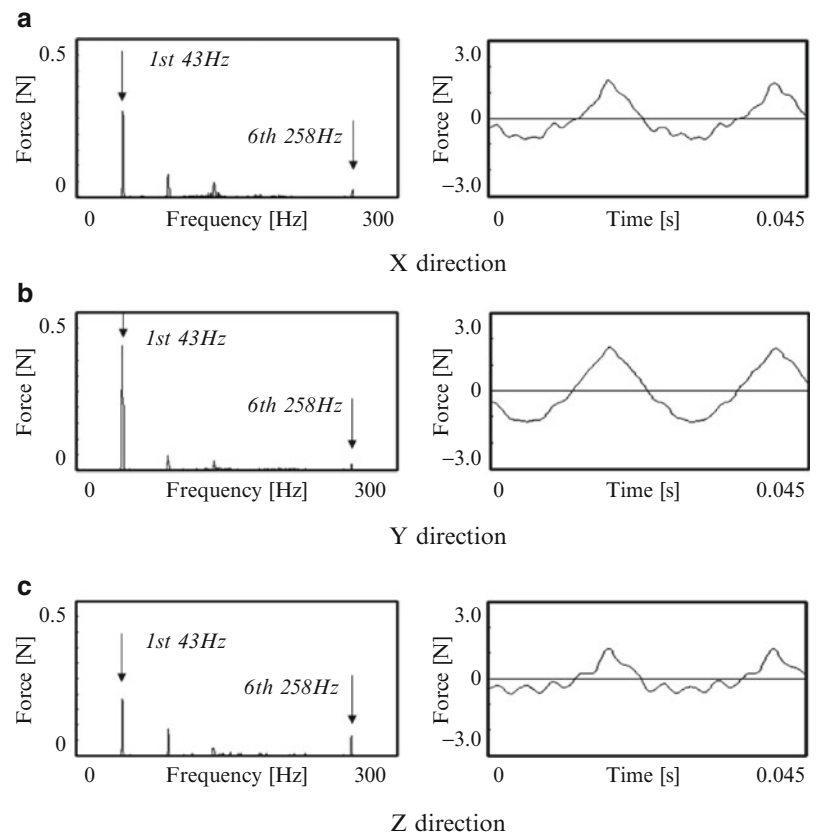 a
0.5
Force [N]
0
1st 43Hz
6th 258Hz
0 Frequency [Hz] 300
3.0
Force [N]
0
−3.0
0 Time [s] 0.045
X direction
b
0.5
Force [N]
0
1st 43Hz
6th 258Hz
0 Frequency [Hz] 300
3.0
Force [N]
0
−3.0
0 Time [s] 0.045
Y direction
c
0.5
Force [N]
0
1st 43Hz
6th 258Hz
0 Frequency [Hz] 300
3.0
Force [N]
0
−3.0
0 Time [s] 0.045
Z direction